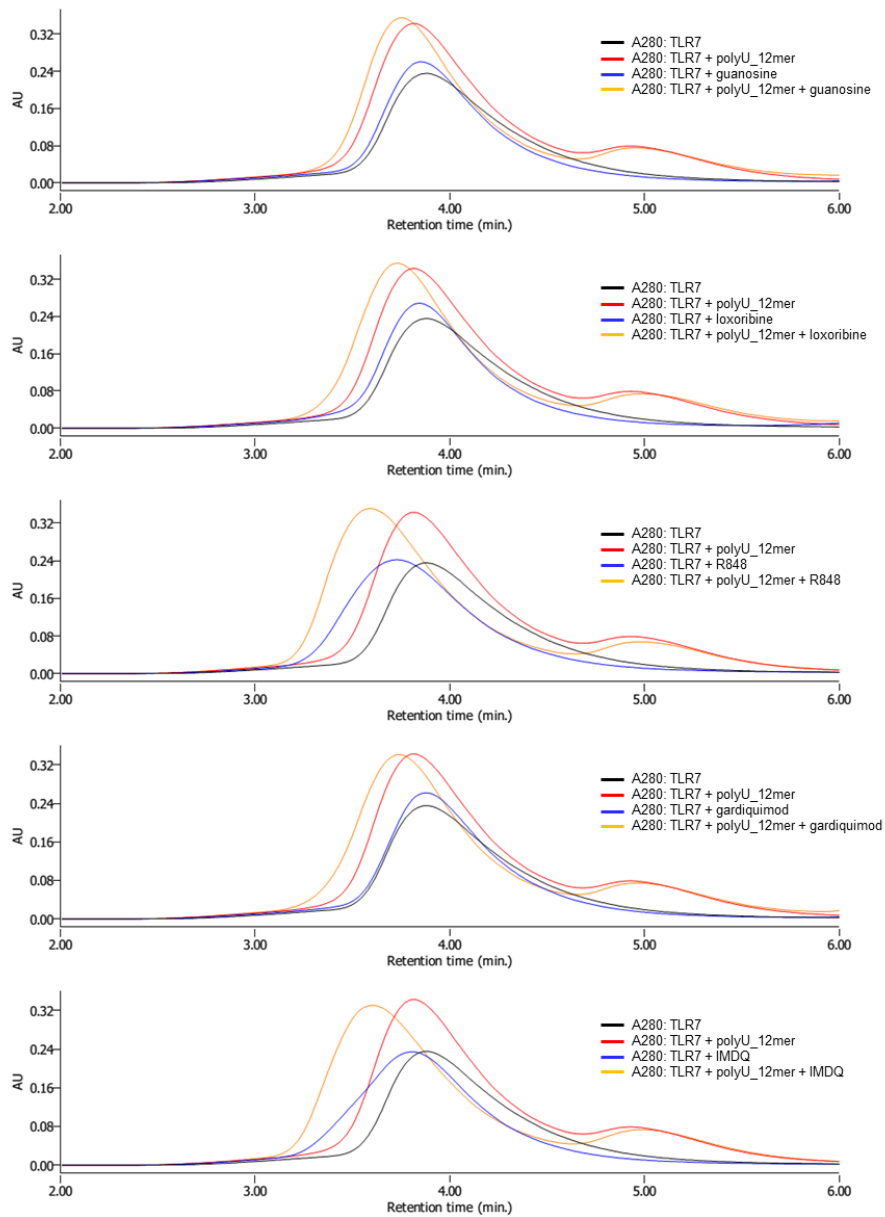 0.32
0.24
0.16
0.08
0.00
AU
A280: TLR7
A280: TLR7 + polyU_12mer
A280: TLR7 + guanosine
A280: TLR7 + polyU_12mer + guanosine
2.00 3.00 4.00 5.00 6.00
Retention time (min.)
0.32
0.24
0.16
0.08
0.00
AU
A280: TLR7
A280: TLR7 + polyU_12mer
A280: TLR7 + loxoribine
A280: TLR7 + polyU_12mer + loxoribine
2.00 3.00 4.00 5.00 6.00
Retention time (min.)
0.32
0.24
0.16
0.08
0.00
AU
A280: TLR7
A280: TLR7 + polyU_12mer
A280: TLR7 + R848
A280: TLR7 + polyU_12mer + R848
2.00 3.00 4.00 5.00 6.00
Retention time (min.)
0.32
0.24
0.16
0.08
0.00
AU
A280: TLR7
A280: TLR7 + polyU_12mer
A280: TLR7 + gardiquimod
A280: TLR7 + polyU_12mer + gardiquimod
2.00 3.00 4.00 5.00 6.00
Retention time (min.)
0.32
0.24
0.16
0.08
0.00
AU
A280: TLR7
A280: TLR7 + polyU_12mer
A280: TLR7 + IMDQ
A280: TLR7 + polyU_12mer + IMDQ
2.00 3.00 4.00 5.00 6.00
Retention time (min.)